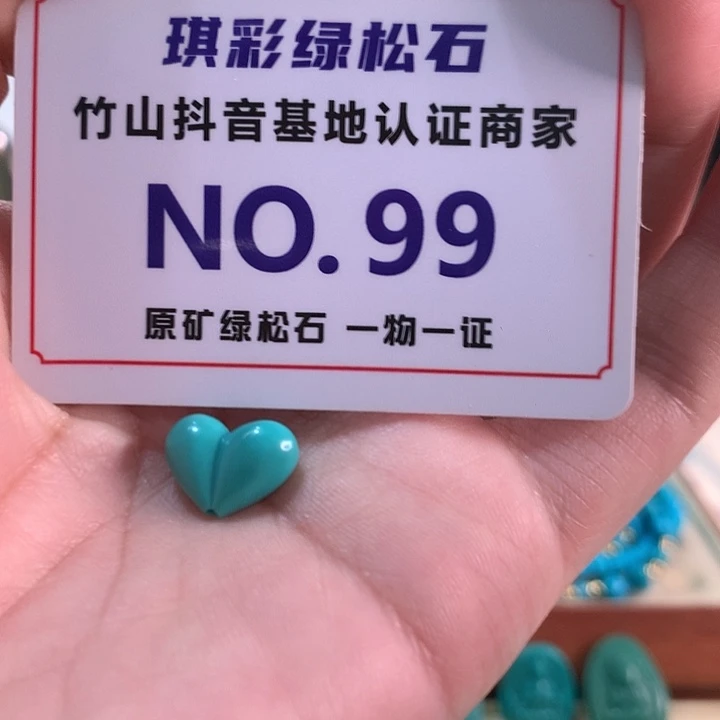 琪彩绿松石
竹山抖音基地认证商家
NO.99
原矿绿松石 一物一证